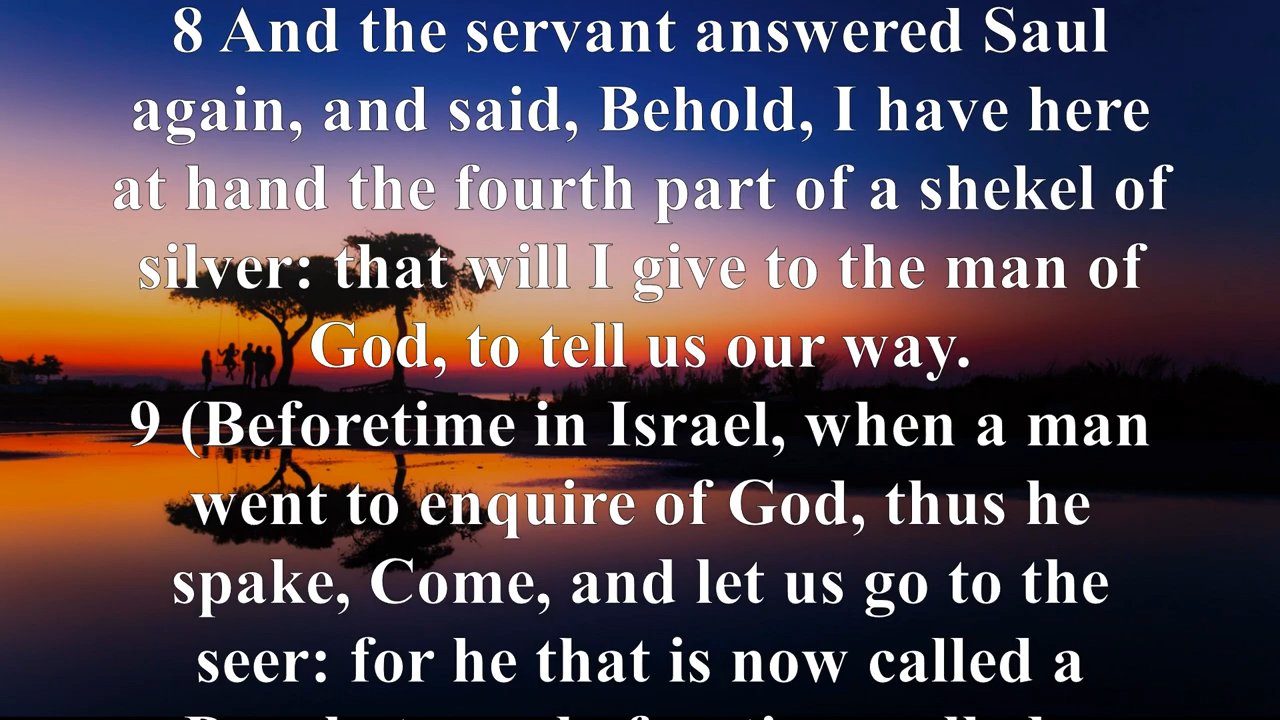 8 And the servant answered Saul
again, and said, Behold, I have here
at hand the fourth part of a shekel of
silver: that will I give to the man of
God, to tell us our way.
9 (Beforetime in Israel, when a man
went to enquire of God, thus he
spake, Come, and let us go to the
seer: for he that is now called a